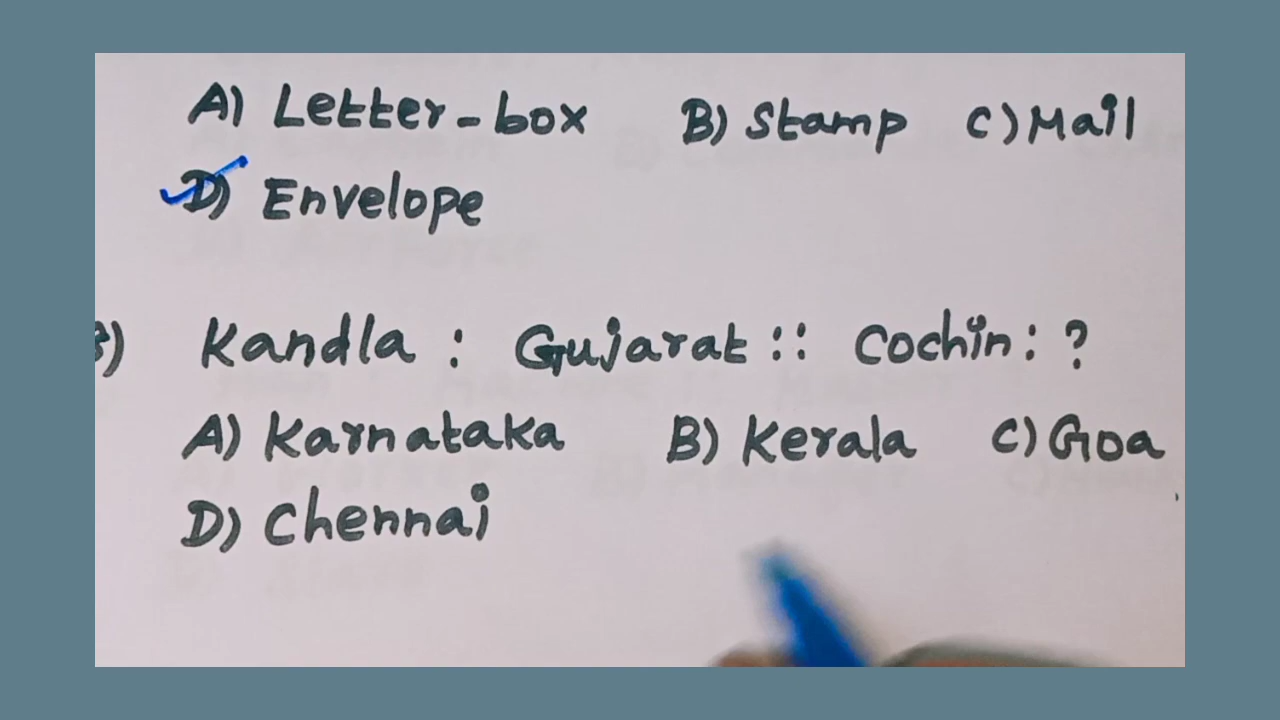 A) Letter-box B) Stamp C) Mail
D) Envelope
Kandla : Gujarat :: Cochin : ?
A) Karnataka B) Kerala C) Goa
D) Chennai